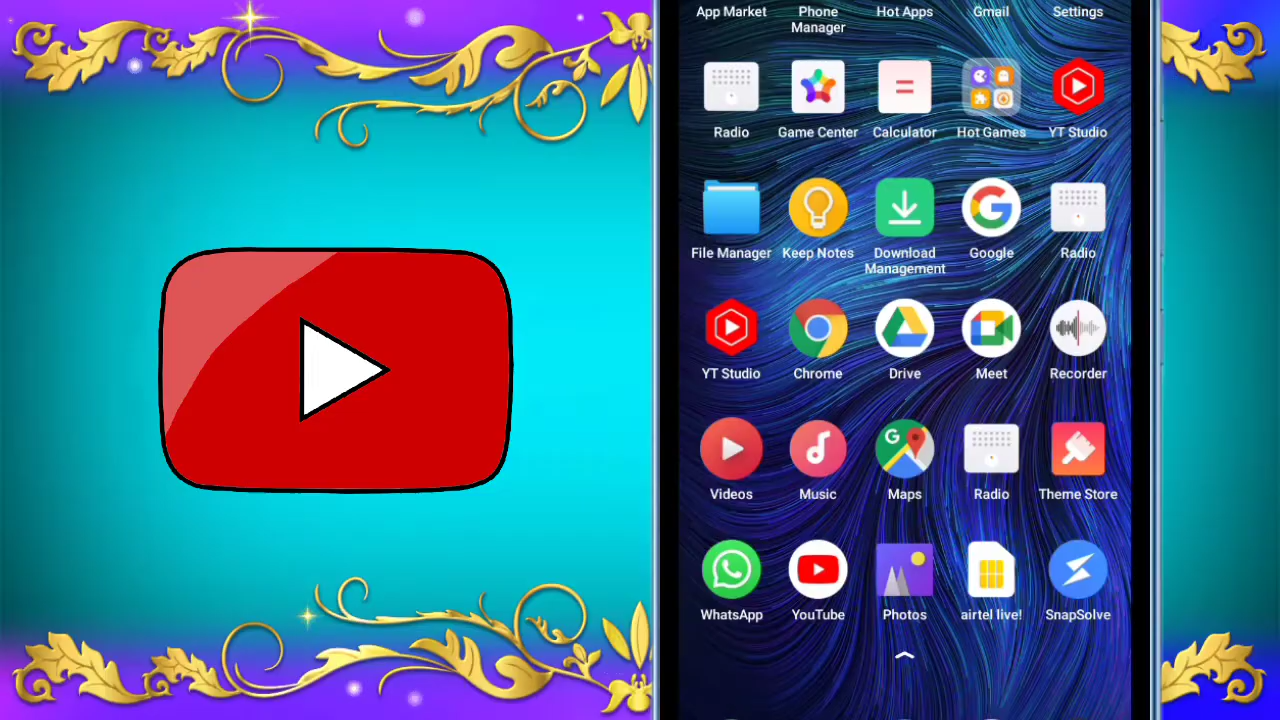 App Market Phone Manager Hot Apps Gmail Settings
Radio Game Center Calculator Hot Games YT Studio
File Manager Keep Notes Download Management Google Radio
YT Studio Chrome Drive Meet Recorder
Videos Music Maps Radio Theme Store
WhatsApp YouTube Photos airtel live! SnapSolve